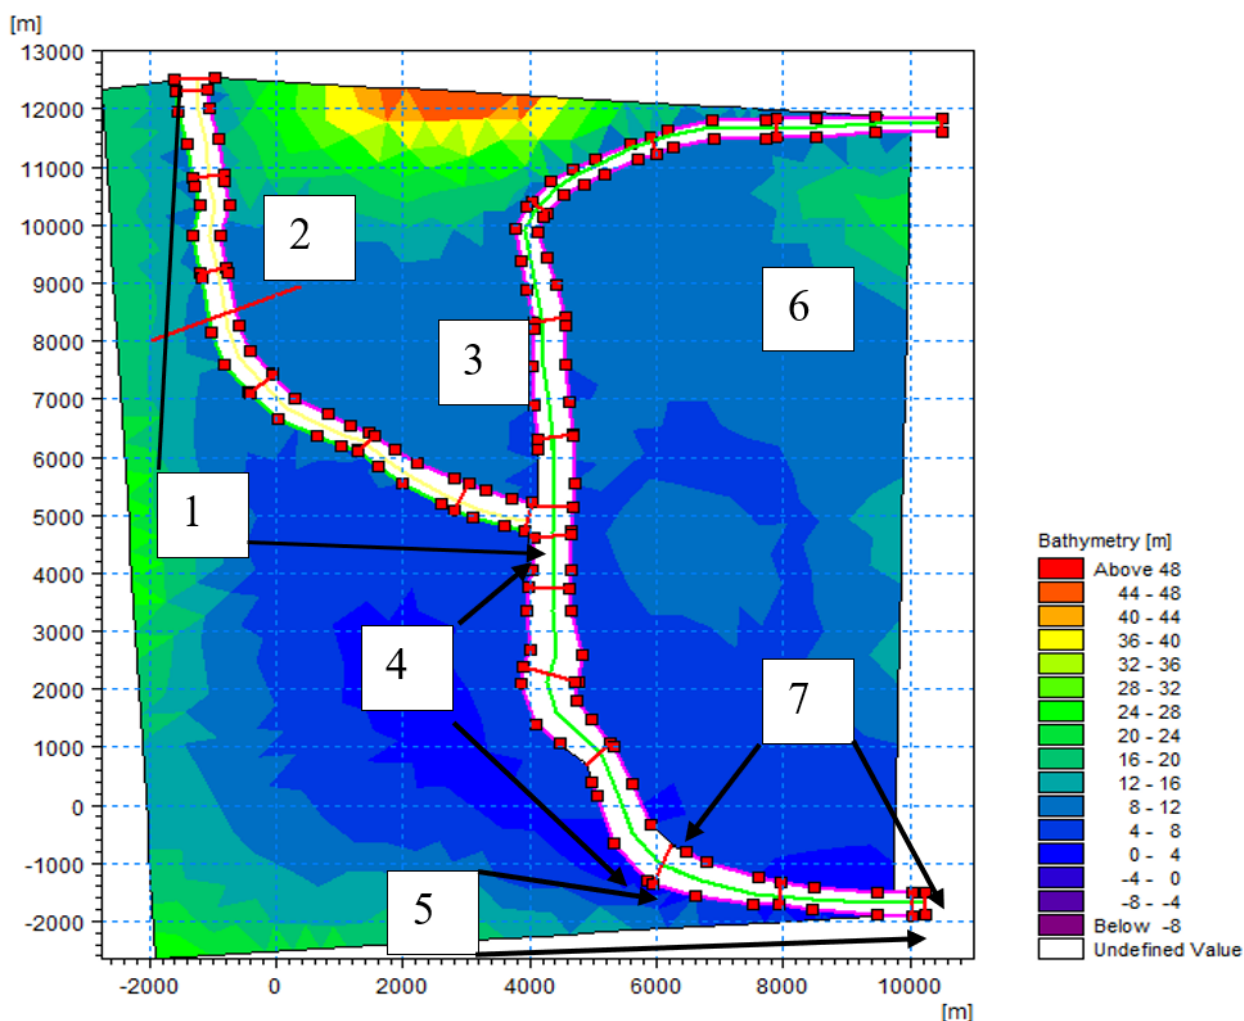 [m]
13000
12000
11000
10000
9000
8000
7000
6000
5000
4000
3000
2000
1000
0
-1000
-2000
2
6
3
1
4
7
5
-2000 0 2000 4000 6000 8000 10000
[m]
Bathymetry [m]
Above 48
44 - 48
40 - 44
36 - 40
32 - 36
28 - 32
24 - 28
20 - 24
16 - 20
12 - 16
8 - 12
4 - 8
0 - 4
-4 - 0
-8 - -4
Below -8
Undefined Value